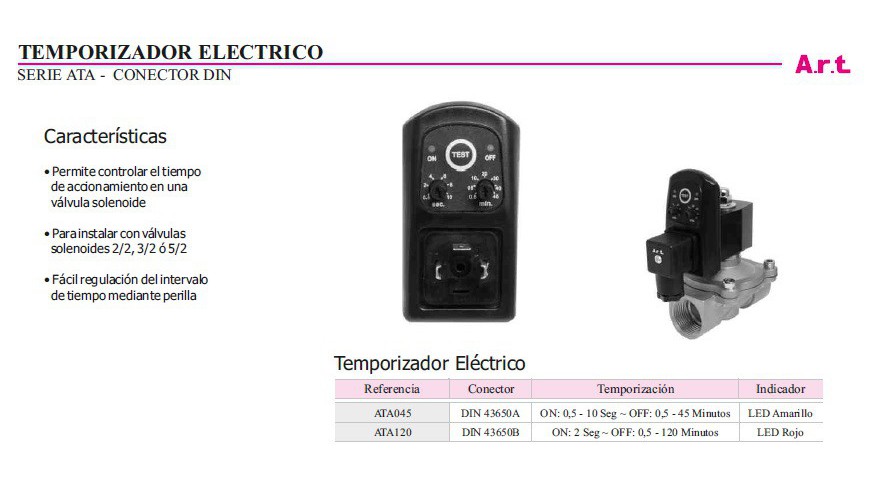 TEMPORIZADOR ELECTRICO
SERIE ATA - CONECTOR DIN
A.r.t.
Características
• Permite controlar el tiempo
de accionamiento en una
válvula solenoide
• Para instalar con válvulas
solenoides 2/2, 3/2 ó 5/2
• Fácil regulación del intervalo
de tiempo mediante perilla
ON TEST OFF
sec. min.
TEST
A.r.t.
Temporizador Eléctrico
Referencia Conector Temporización Indicador
ATA045 DIN 43650A ON: 0,5 - 10 Seg ~ OFF: 0,5 - 45 Minutos LED Amarillo
ATA120 DIN 43650B ON: 2 Seg ~ OFF: 0,5 - 120 Minutos LED Rojo